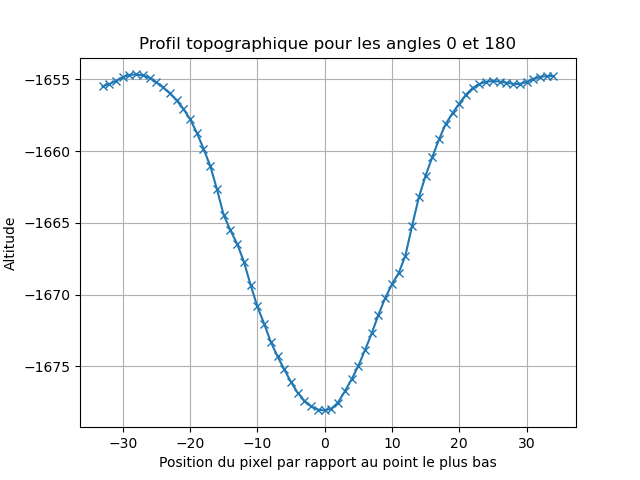 Profil topographique pour les angles 0 et 180
Altitude
−1655
−1660
−1665
−1670
−1675
−30 −20 −10 0 10 20 30
Position du pixel par rapport au point le plus bas